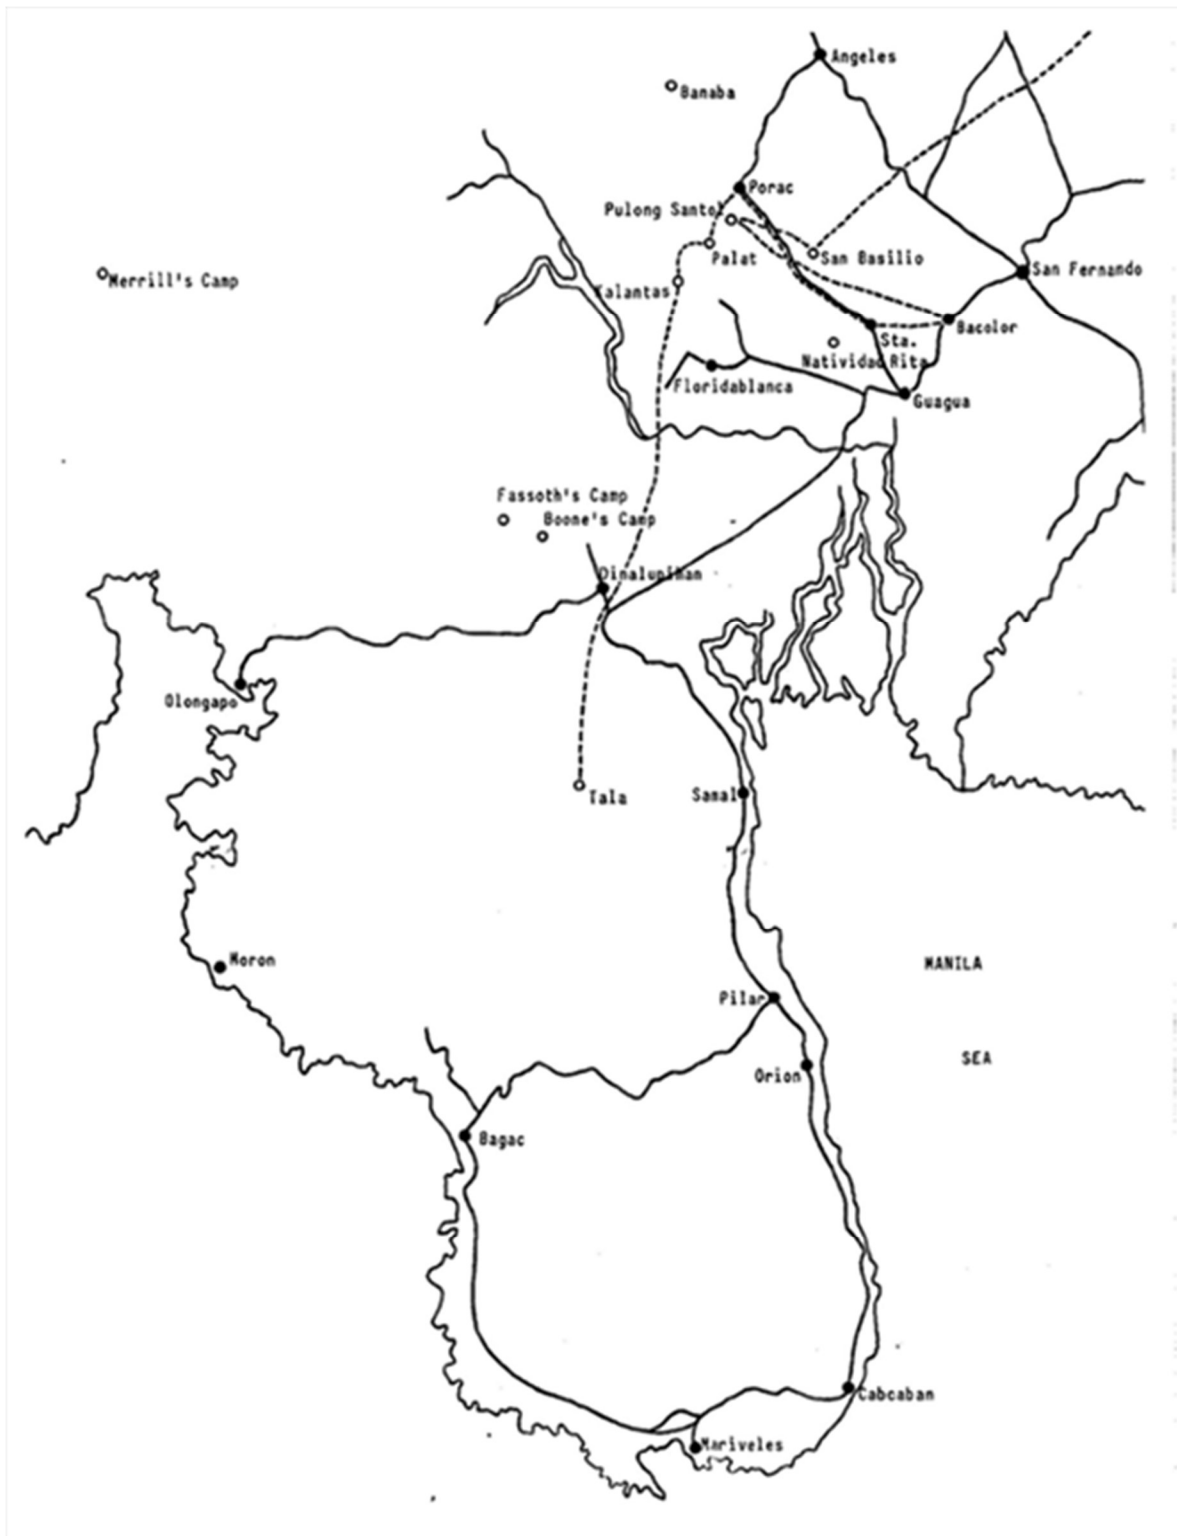 Angeles
Banaba
Porac
Pulong Santol
San Basilio
Palat
San Fernando
Merrill's Camp
Bacolor
Sta.
Rita
Natividad
Floridablanca
Guagua
Fassoth's Camp
Boone's Camp
Dinalupihan
Olongapo
Tala
Samal
Moron
MANILA
SEA
Pilar
Orion
Bagac
Cabcaban
Mariveles